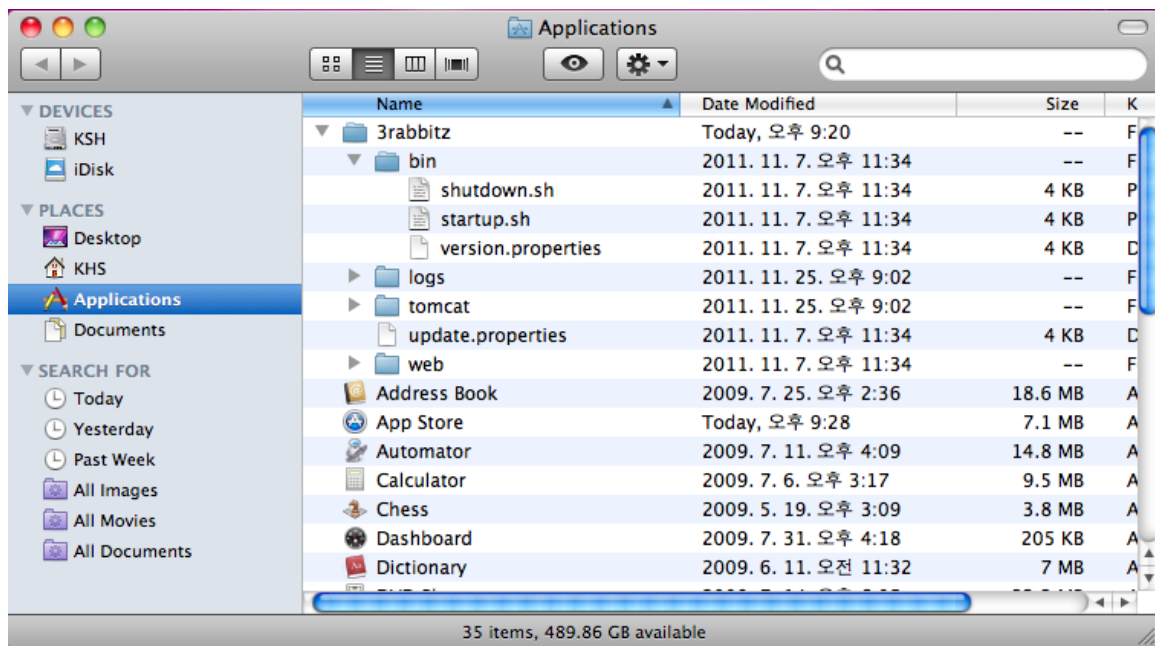 Applications
DEVICES
KSH
iDisk
PLACES
Desktop
KHS
Applications
Documents
SEARCH FOR
Today
Yesterday
Past Week
All Images
All Movies
All Documents
Name Date Modified Size K
3rabbitz Today, 오후 9:20 -- F
bin 2011. 11. 7. 오후 11:34 -- F
shutdown.sh 2011. 11. 7. 오후 11:34 4 KB P
startup.sh 2011. 11. 7. 오후 11:34 4 KB P
version.properties 2011. 11. 7. 오후 11:34 4 KB D
logs 2011. 11. 25. 오후 9:02 -- F
tomcat 2011. 11. 25. 오후 9:02 -- F
update.properties 2011. 11. 7. 오후 11:34 4 KB D
web 2011. 11. 7. 오후 11:34 -- F
Address Book 2009. 7. 25. 오후 2:36 18.6 MB A
App Store Today, 오후 9:28 7.1 MB A
Automator 2009. 7. 11. 오후 4:09 14.8 MB A
Calculator 2009. 7. 6. 오후 3:17 9.5 MB A
Chess 2009. 5. 19. 오후 3:09 3.8 MB A
Dashboard 2009. 7. 31. 오후 4:18 205 KB A
Dictionary 2009. 6. 11. 오전 11:32 7 MB A
35 items, 489.86 GB available